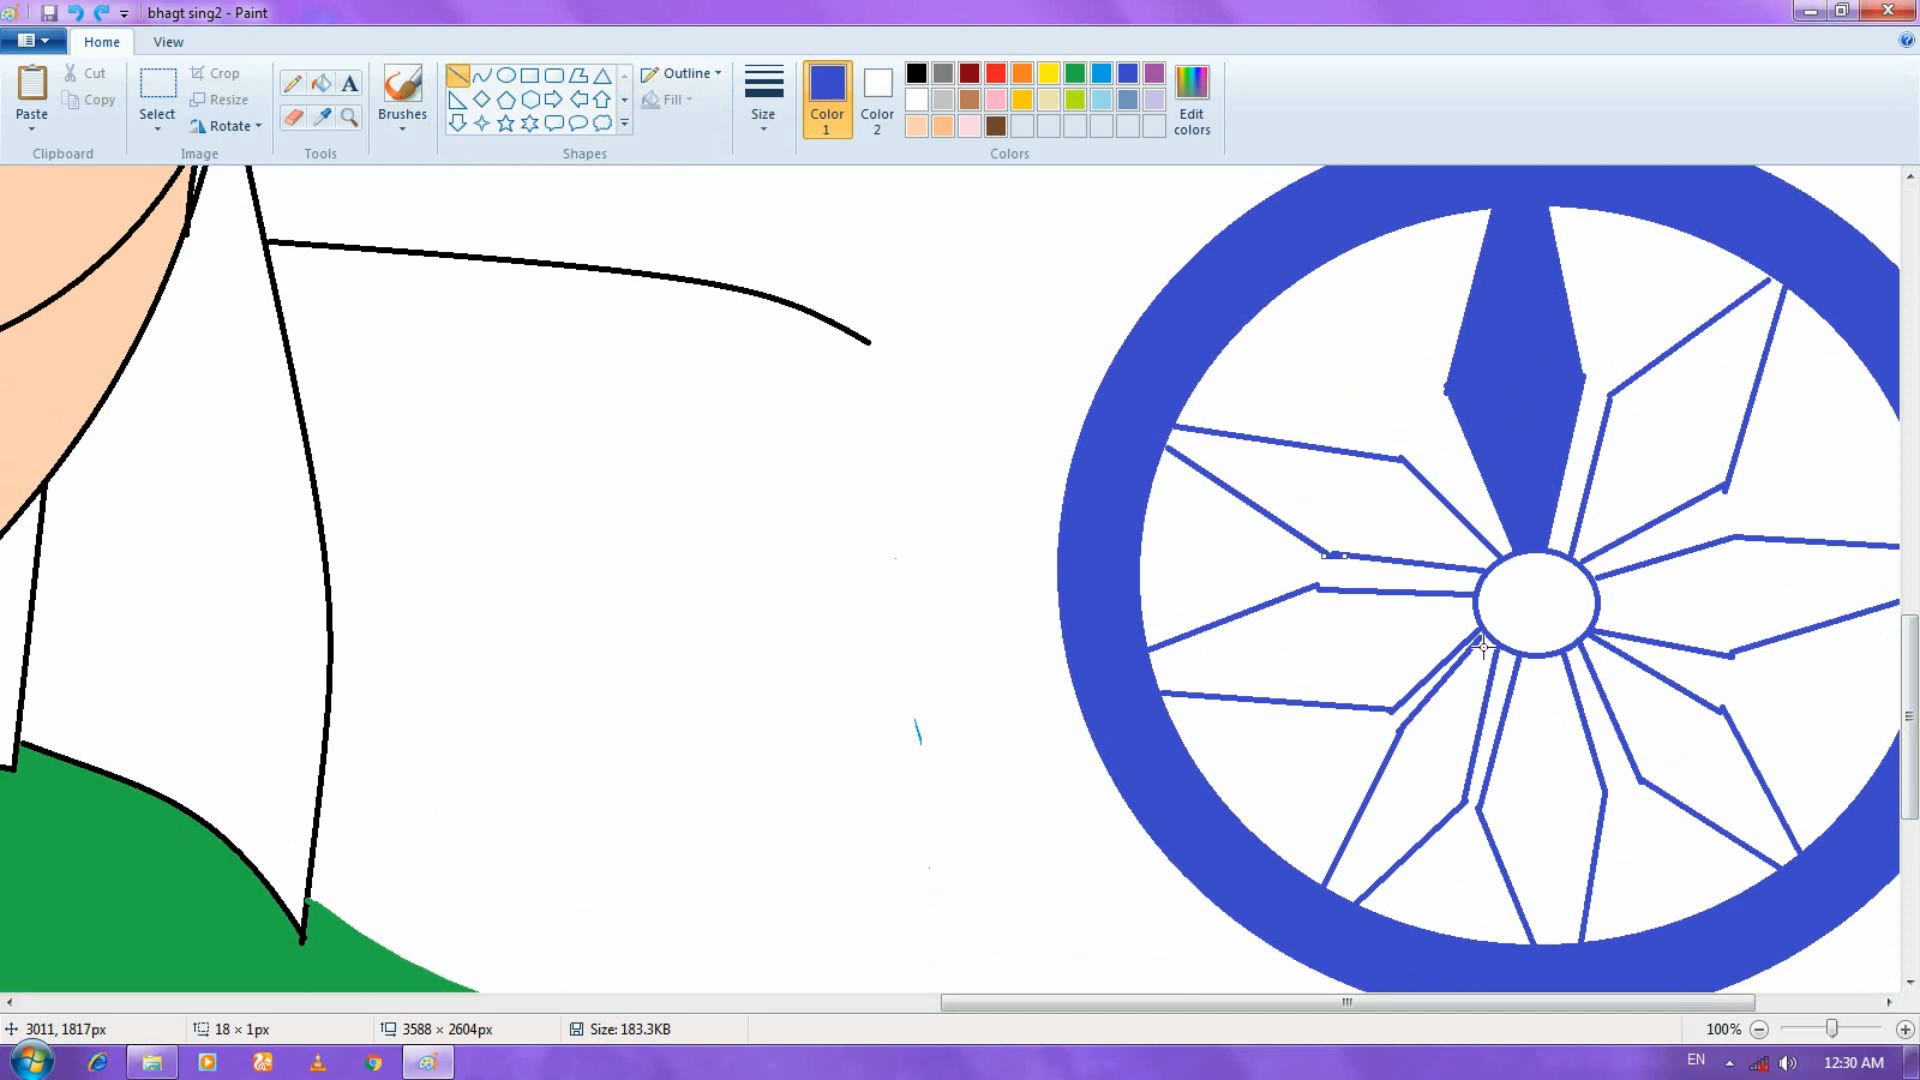 bhagt sing2 - Paint
Home View
Paste
Cut
Copy
Clipboard
Select
Crop
Resize
Rotate
Image
A
Tools
Brushes
Shapes
Outline
Fill
Size
Color 1
Color 2
Edit colors
Colors
3011, 1817px
18 × 1px
3588 × 2604px
Size: 183.3KB
100%
EN
12:30 AM